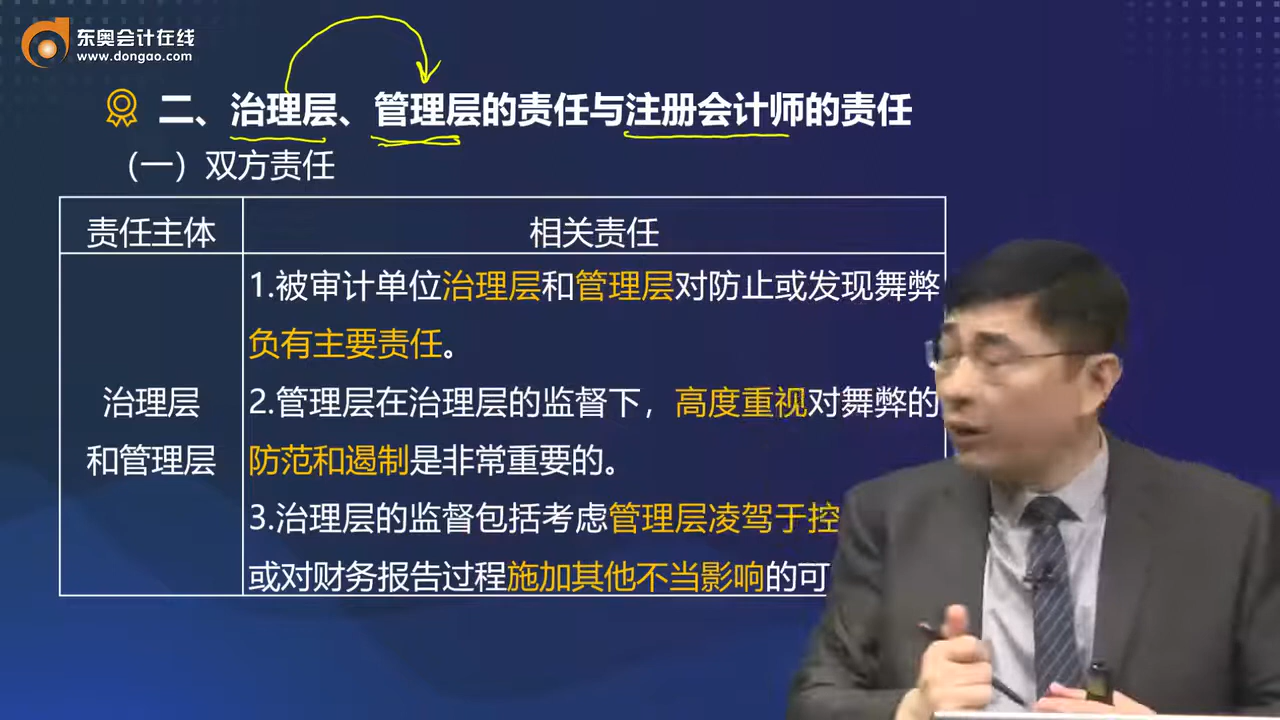 东奥会计在线
www.dongao.com
二、治理层、管理层的责任与注册会计师的责任
（一）双方责任
责任主体
相关责任
治理层
和管理层
1.被审计单位治理层和管理层对防止或发现舞弊
负有主要责任。
2.管理层在治理层的监督下，高度重视对舞弊的
防范和遏制是非常重要的。
3.治理层的监督包括考虑管理层凌驾于控
或对财务报告过程施加其他不当影响的可